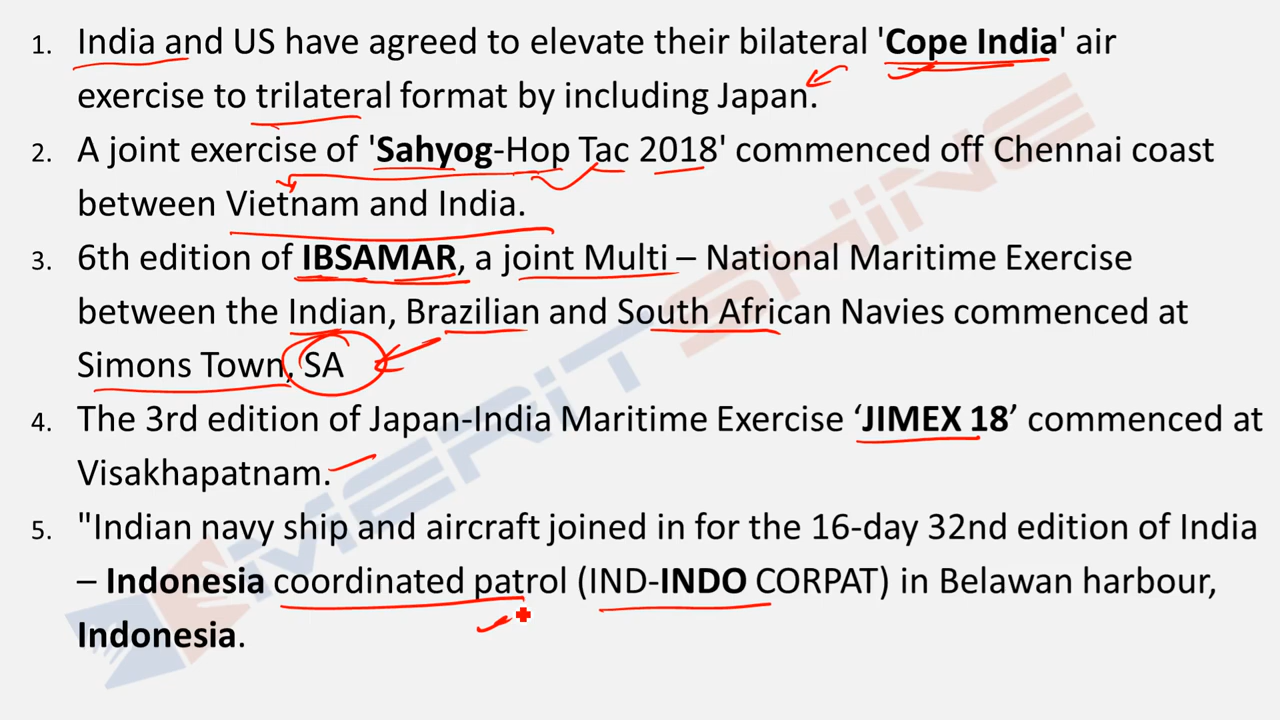 1. India and US have agreed to elevate their bilateral 'Cope India' air
exercise to trilateral format by including Japan.
2. A joint exercise of 'Sahyog-Hop Tac 2018' commenced off Chennai coast
between Vietnam and India.
3. 6th edition of IBSAMAR, a joint Multi – National Maritime Exercise
between the Indian, Brazilian and South African Navies commenced at
Simons Town, SA
4. The 3rd edition of Japan-India Maritime Exercise ‘JIMEX 18’ commenced at
Visakhapatnam.
5. "Indian navy ship and aircraft joined in for the 16-day 32nd edition of India
– Indonesia coordinated patrol (IND-INDO CORPAT) in Belawan harbour,
Indonesia.
MERiT SHiNE